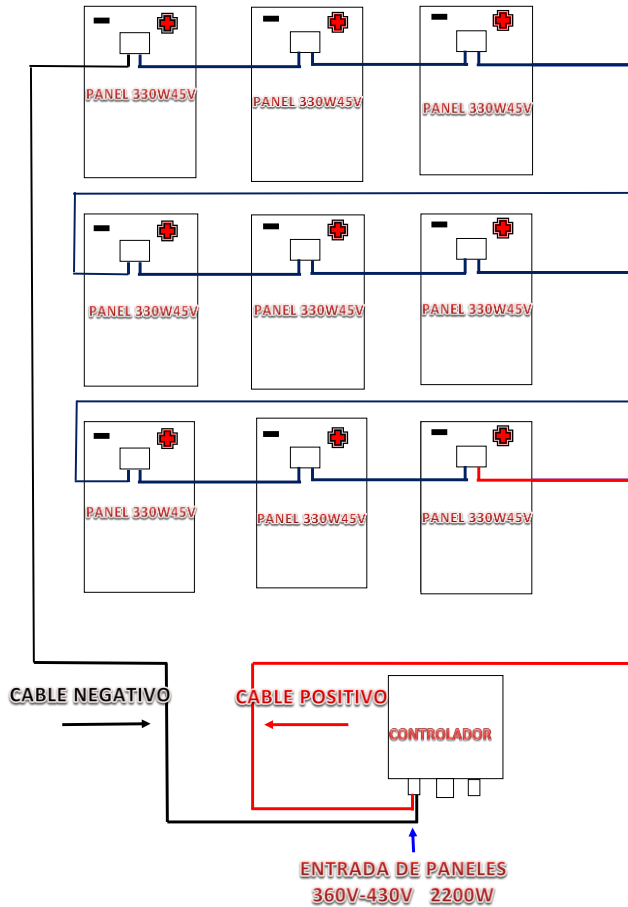 PANEL 330W45V
PANEL 330W45V
PANEL 330W45V
PANEL 330W45V
PANEL 330W45V
PANEL 330W45V
PANEL 330W45V
PANEL 330W45V
PANEL 330W45V
CABLE NEGATIVO
CABLE POSITIVO
CONTROLADOR
ENTRADA DE PANELES
360V-430V 2200W